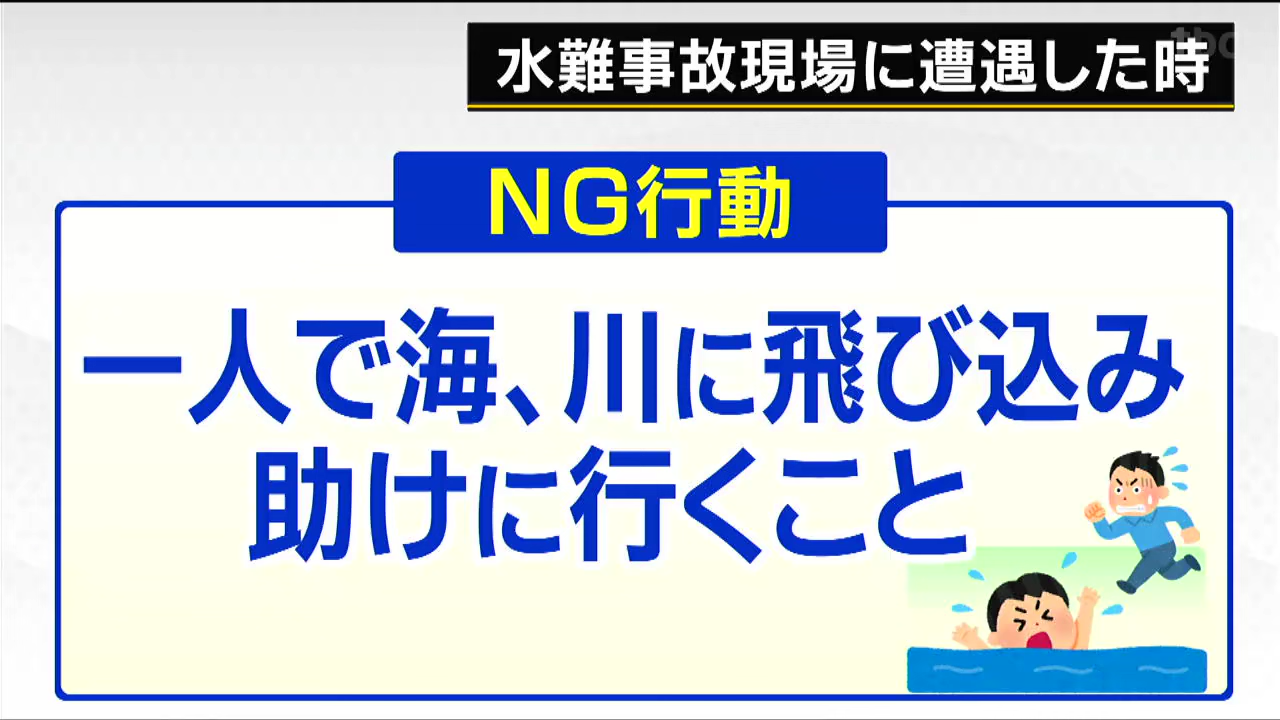 水難事故現場に遭遇した時
tbc
NG行動
一人で海、川に飛び込み
助けに行くこと